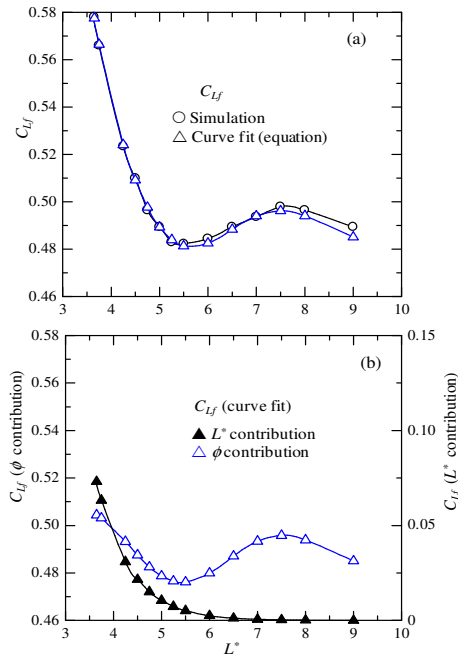 0.58
(a)
0.56
C_Lf
Simulation
0.54
Curve fit (equation)
C_Lf
0.52
0.50
0.48
0.46
3 4 5 6 7 8 9 10
0.58 0.15
(b)
0.56
C_Lf (curve fit)
0.54 0.10
L* contribution
ϕ contribution
C_Lf (ϕ contribution
C_Lf (L* contribution)
0.52
0.50 0.05
0.48
0.46 0
3 4 5 6 7 8 9 10
L*